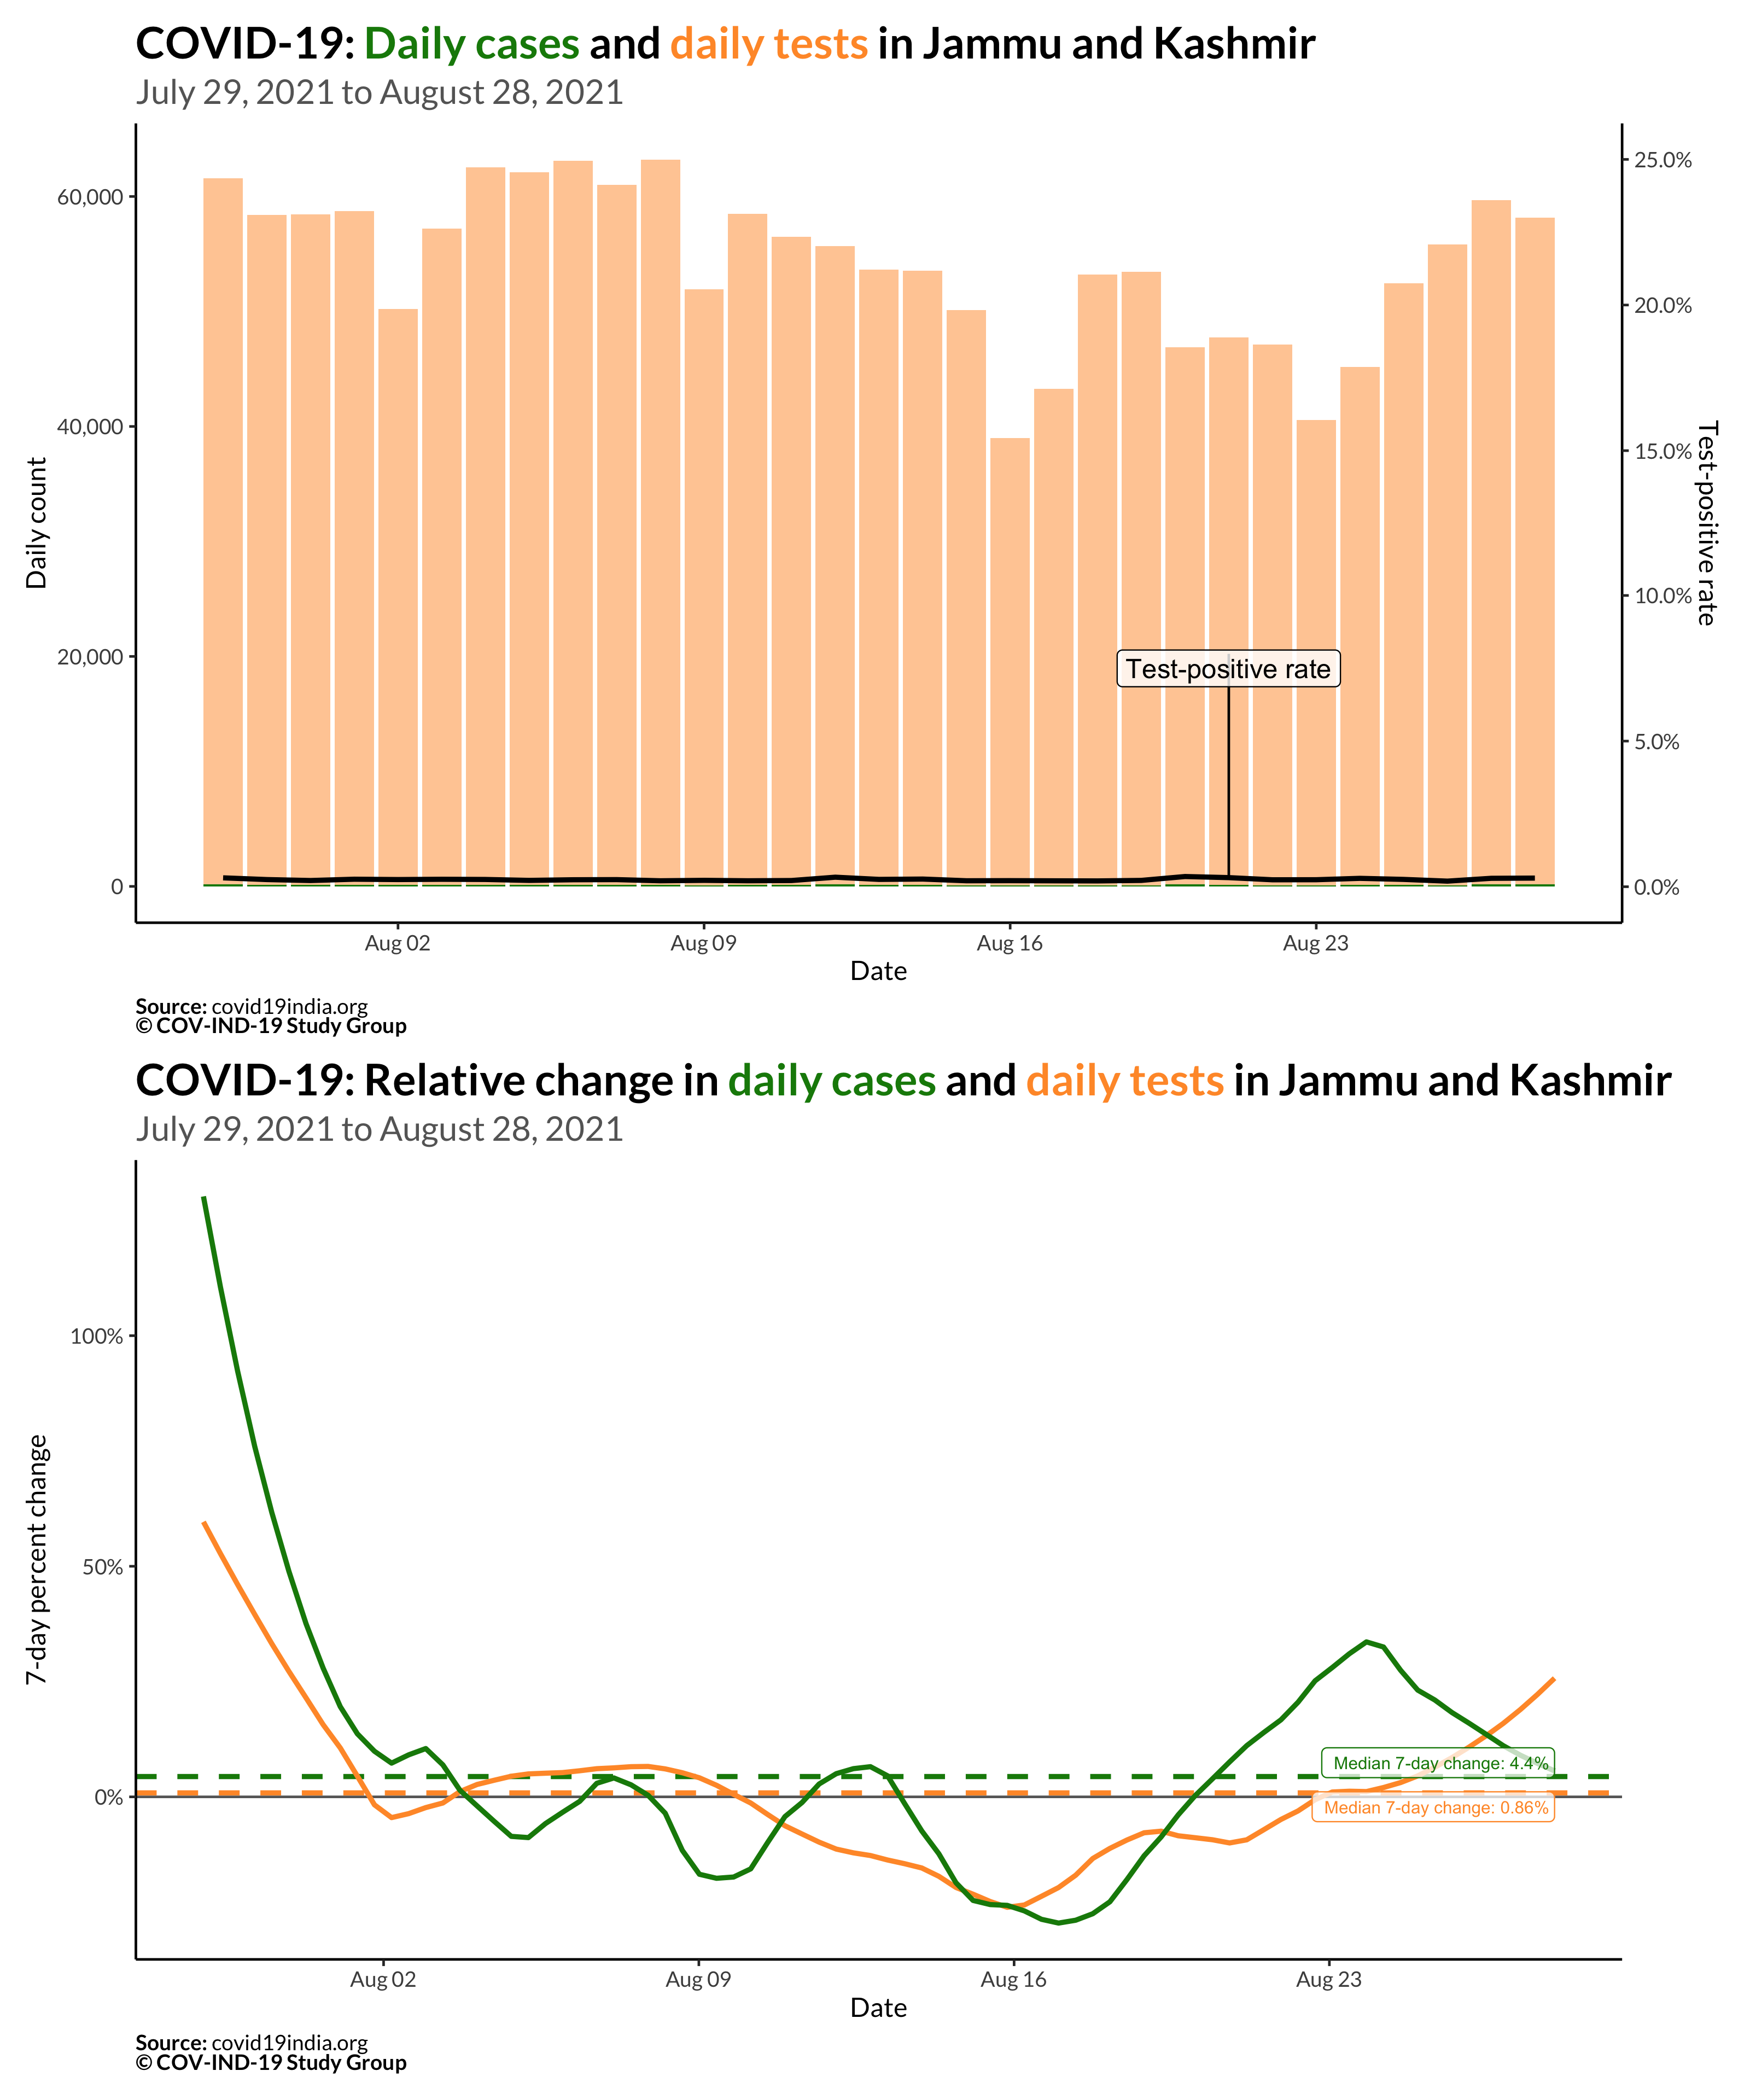 COVID-19: Daily cases and daily tests in Jammu and Kashmir
July 29, 2021 to August 28, 2021
60,000
40,000
20,000
0
Daily count
25.0%
20.0%
15.0%
10.0%
5.0%
0.0%
Test-positive rate
Test-positive rate
Aug 02
Aug 09
Aug 16
Aug 23
Date
Source: covid19india.org
© COV-IND-19 Study Group
COVID-19: Relative change in daily cases and daily tests in Jammu and Kashmir
July 29, 2021 to August 28, 2021
100%
50%
0%
7-day percent change
Median 7-day change: 4.4%
Median 7-day change: 0.86%
Aug 02
Aug 09
Aug 16
Aug 23
Date
Source: covid19india.org
© COV-IND-19 Study Group